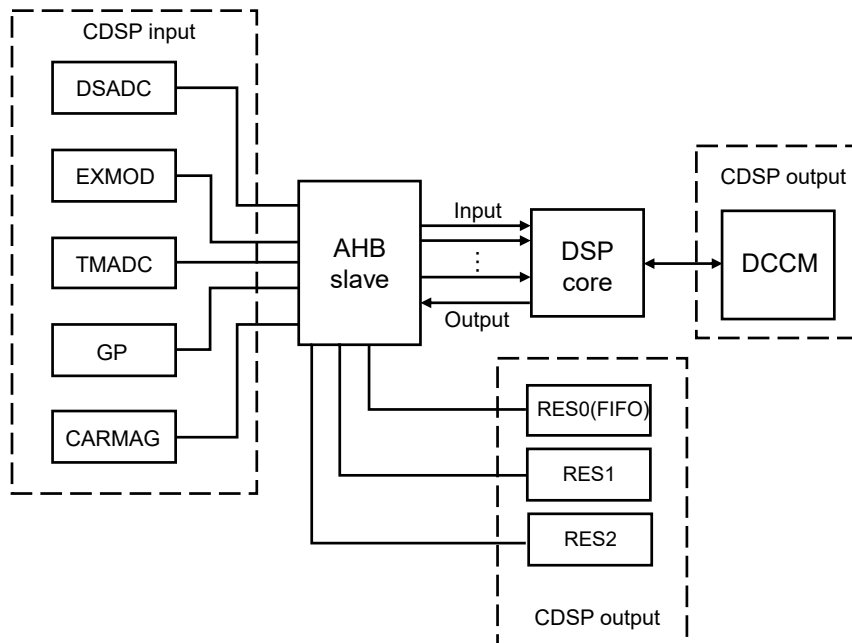 CDSP input
DSADC
EXMOD
TMADC
GP
CARMAG
AHB
slave
Input
⋮
Output
DSP
core
CDSP output
DCCM
RES0(FIFO)
RES1
RES2
CDSP output